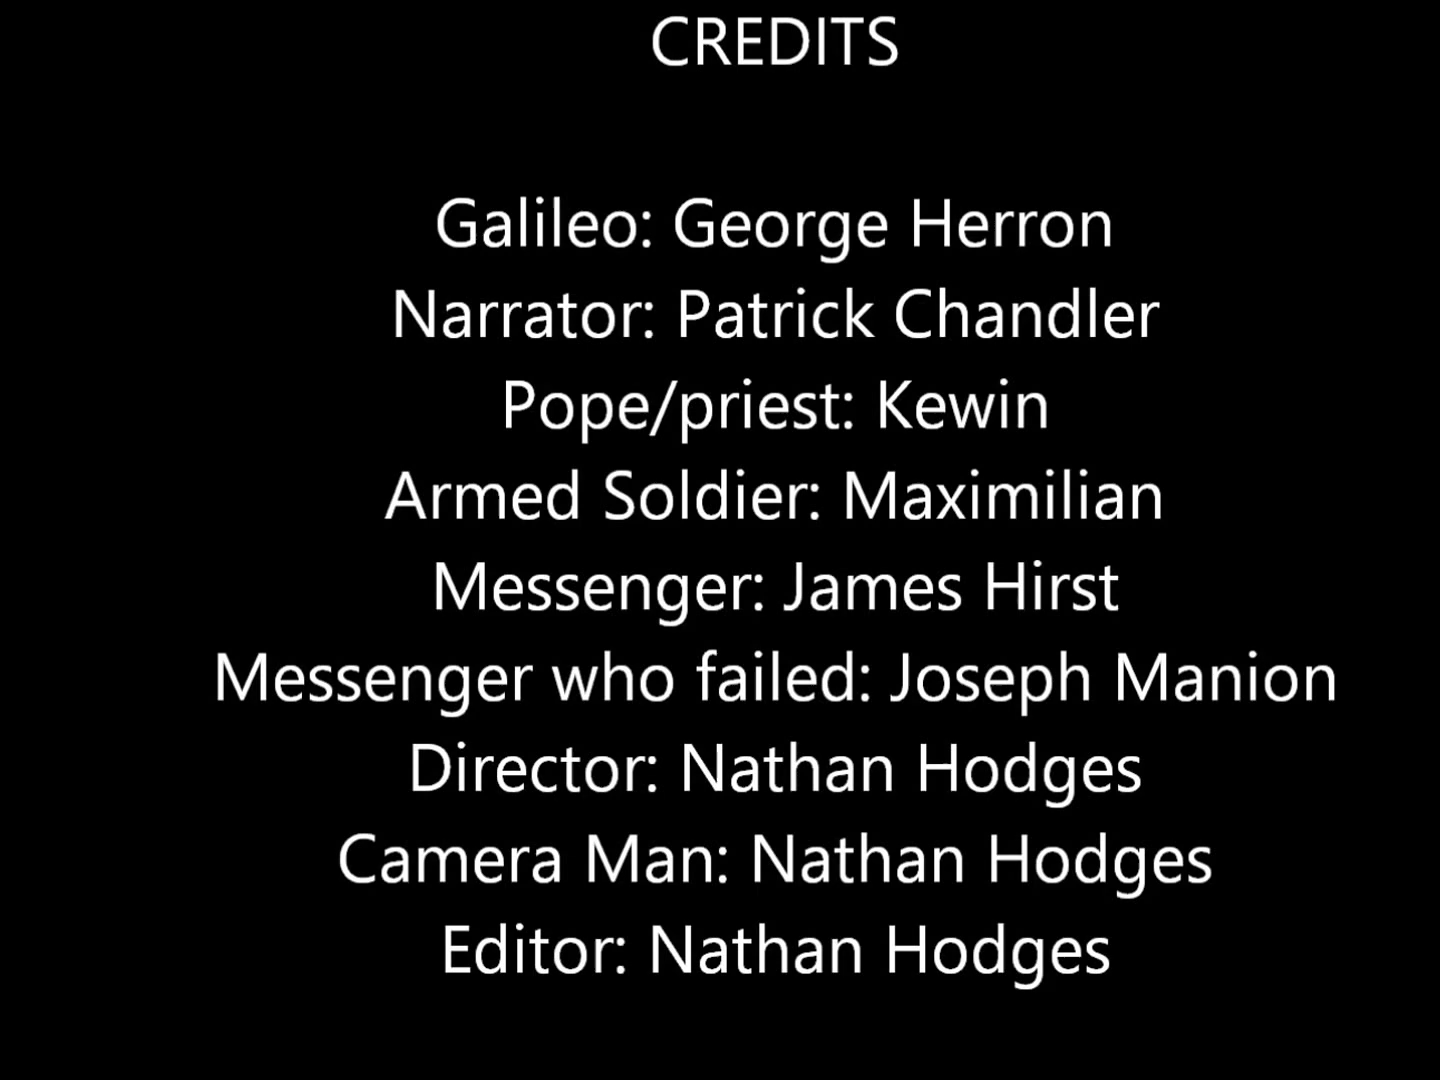 CREDITS
Galileo: George Herron
Narrator: Patrick Chandler
Pope/priest: Kewin
Armed Soldier: Maximilian
Messenger: James Hirst
Messenger who failed: Joseph Manion
Director: Nathan Hodges
Camera Man: Nathan Hodges
Editor: Nathan Hodges